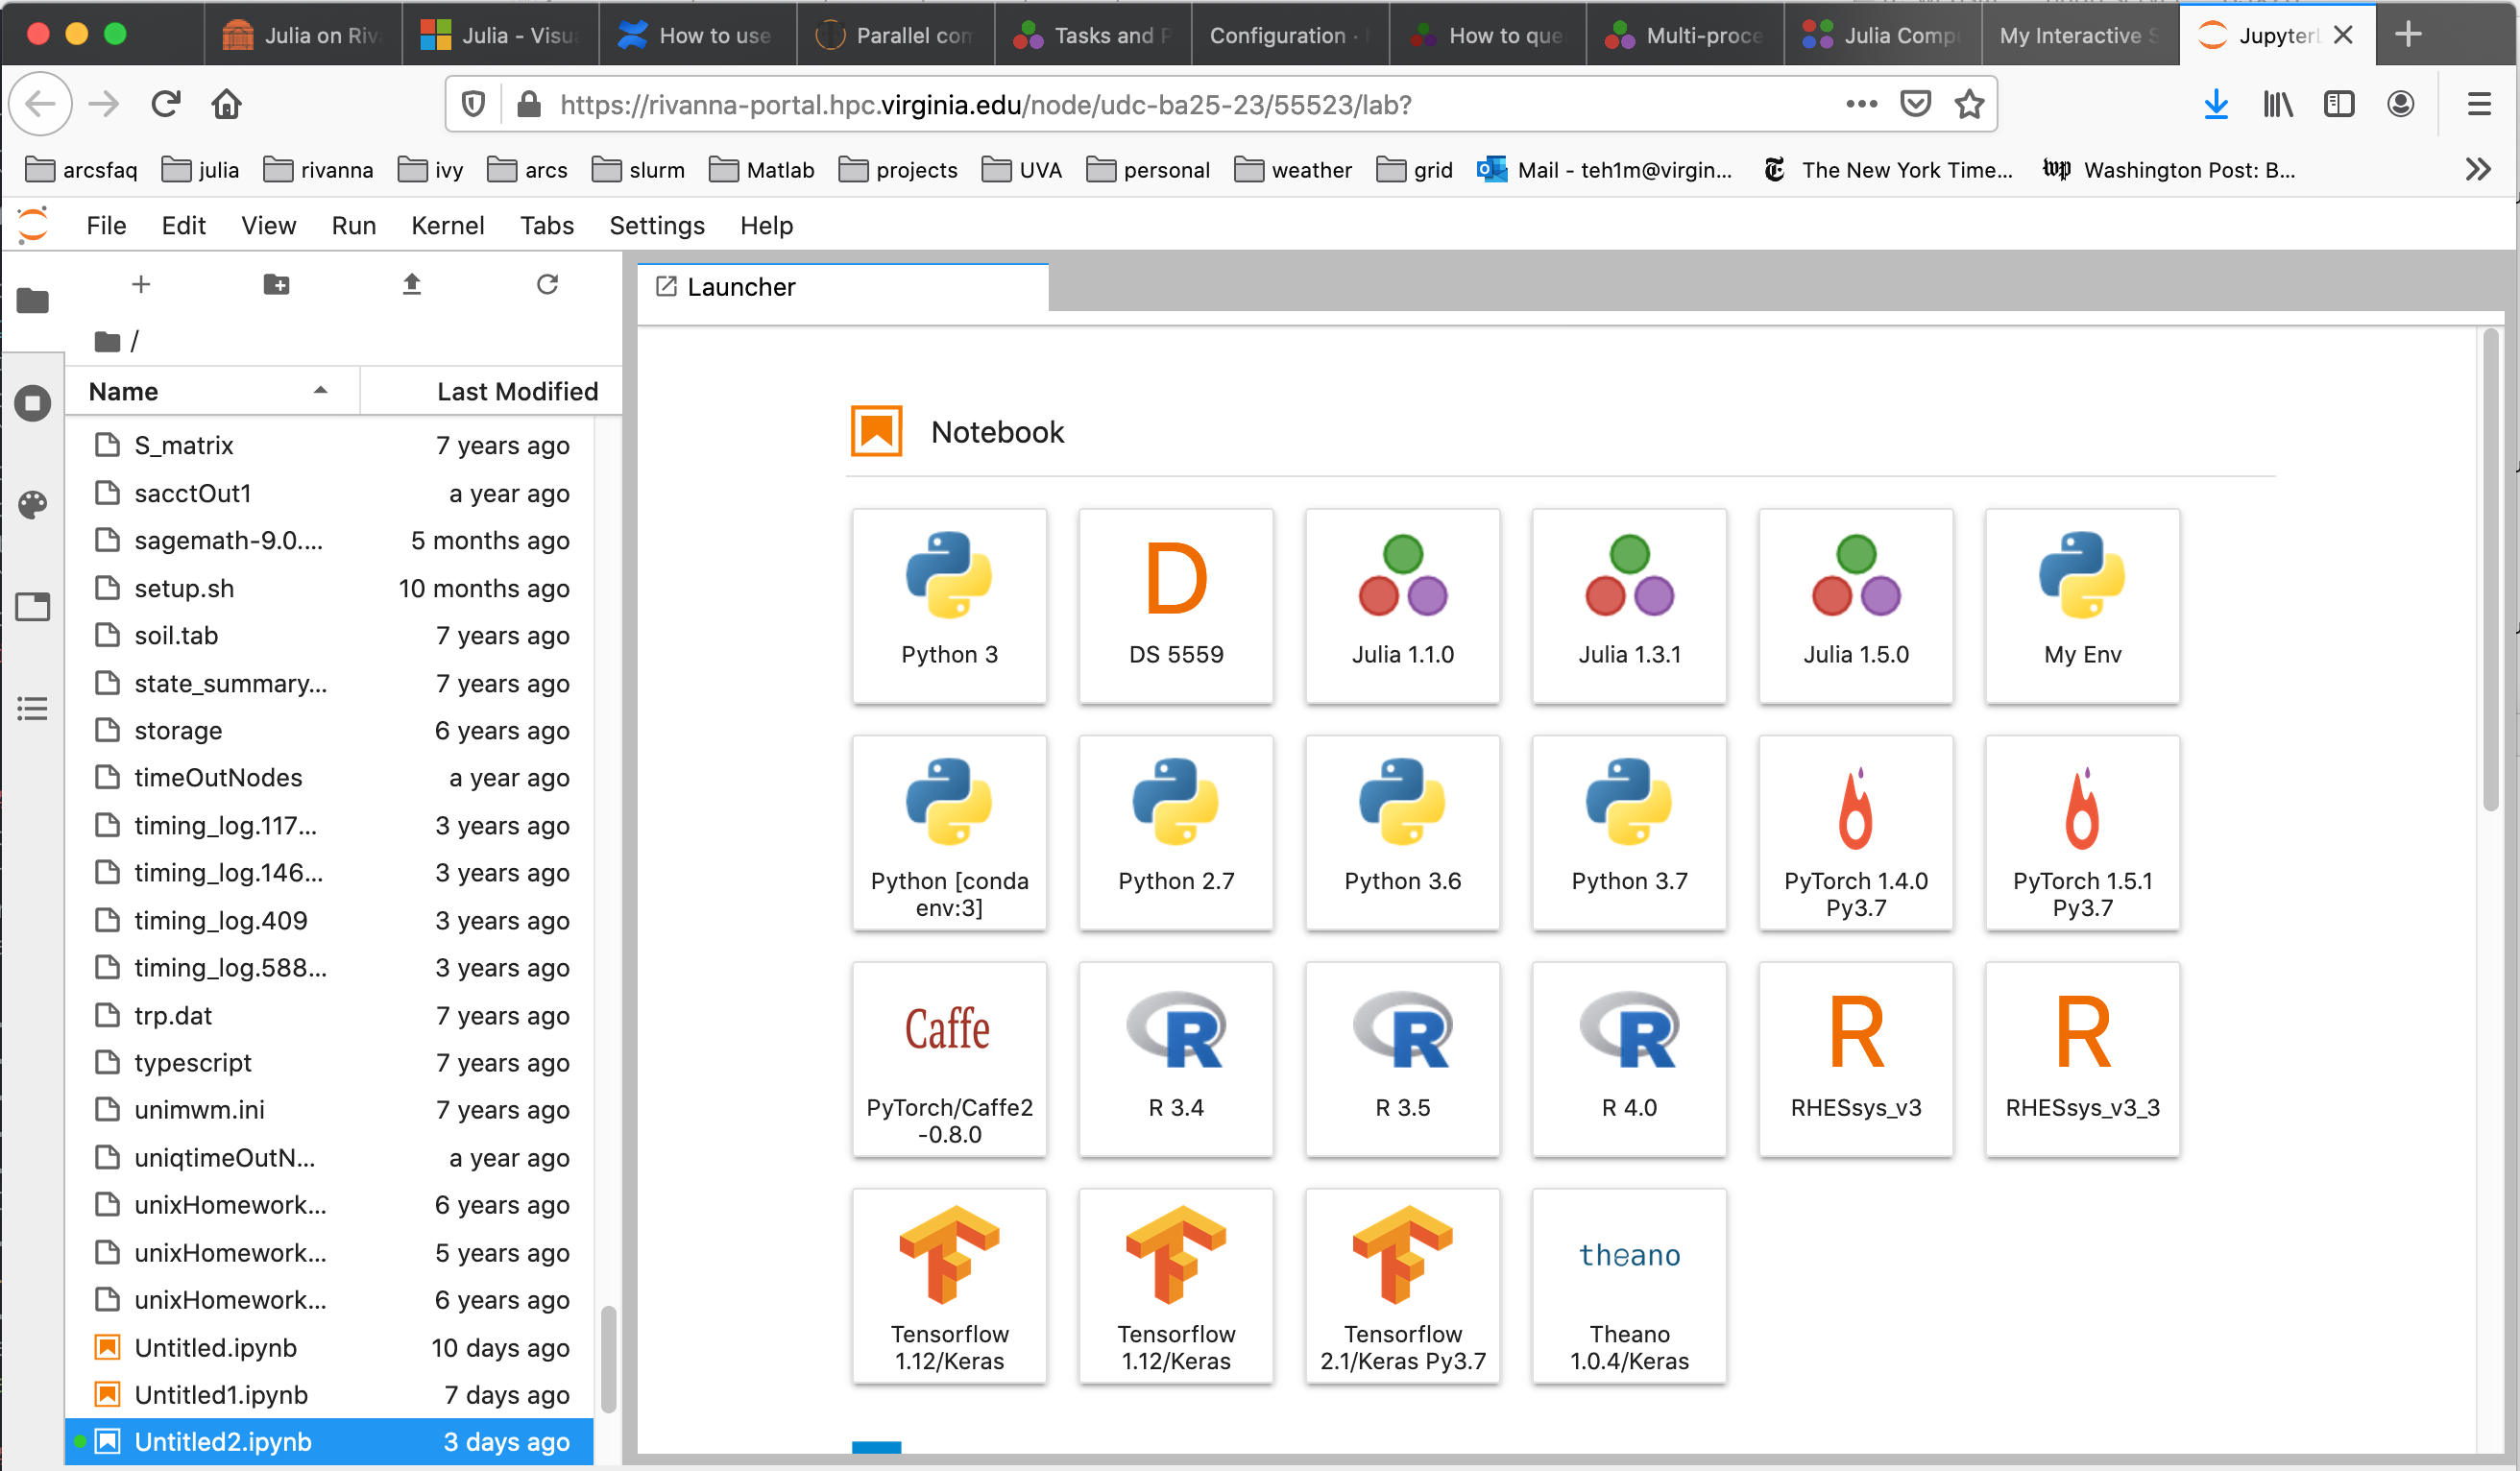 Julia on Riv
Julia - Visu
How to use
Parallel com
Tasks and P
Configuration ·
How to que
Multi-proce
Julia Compu
My Interactive S
JupyterL
https://rivanna-portal.hpc.virginia.edu/node/udc-ba25-23/55523/lab?
arcsfaq
julia
rivanna
ivy
arcs
slurm
Matlab
projects
UVA
personal
weather
grid
Mail - teh1m@virgin...
The New York Time...
Washington Post: B...
File Edit View Run Kernel Tabs Settings Help
/
Name Last Modified
S_matrix 7 years ago
sacctOut1 a year ago
sagemath-9.0.... 5 months ago
setup.sh 10 months ago
soil.tab 7 years ago
state_summary... 7 years ago
storage 6 years ago
timeOutNodes a year ago
timing_log.117... 3 years ago
timing_log.146... 3 years ago
timing_log.409 3 years ago
timing_log.588... 3 years ago
trp.dat 7 years ago
typescript 7 years ago
unimwm.ini 7 years ago
uniqtimeOutN... a year ago
unixHomework... 6 years ago
unixHomework... 5 years ago
unixHomework... 6 years ago
Untitled.ipynb 10 days ago
Untitled1.ipynb 7 days ago
Untitled2.ipynb 3 days ago
Launcher
Notebook
Python 3
D
DS 5559
Julia 1.1.0
Julia 1.3.1
Julia 1.5.0
My Env
Python [conda
env:3]
Python 2.7
Python 3.6
Python 3.7
PyTorch 1.4.0
Py3.7
PyTorch 1.5.1
Py3.7
Caffe
PyTorch/Caffe2
-0.8.0
R
R 3.4
R
R 3.5
R
R 4.0
R
RHESsys_v3
R
RHESsys_v3_3
Tensorflow
1.12/Keras
Tensorflow
1.12/Keras
Tensorflow
2.1/Keras Py3.7
theano
Theano
1.0.4/Keras